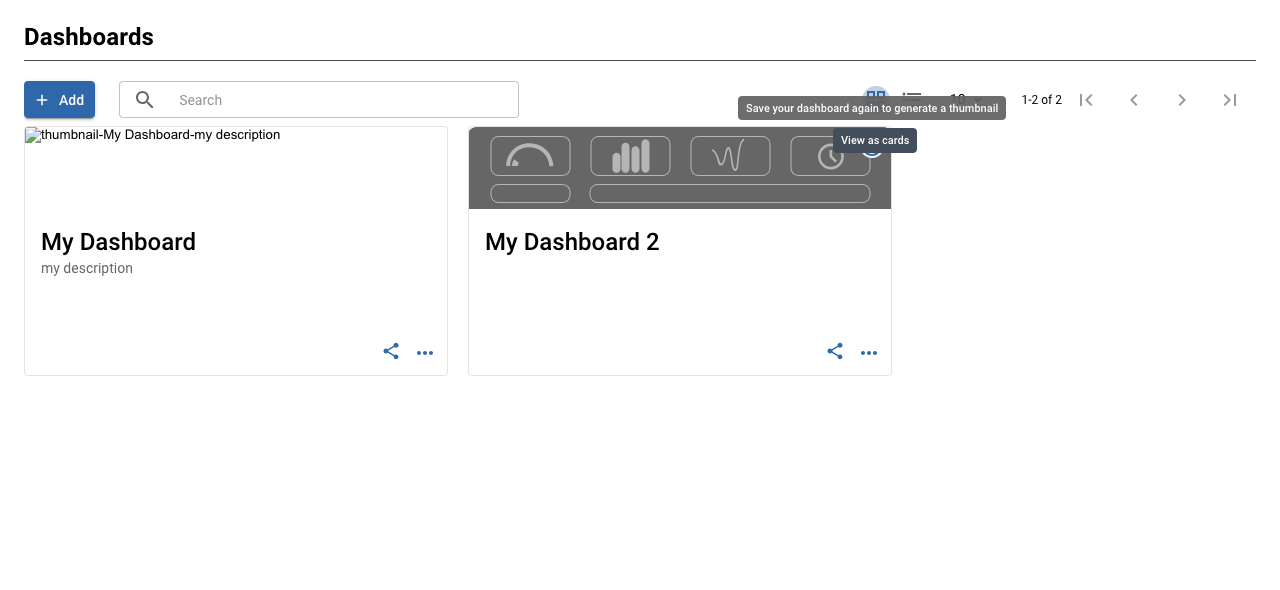 Dashboards
Add
Search
10
1-2 of 2
Save your dashboard again to generate a thumbnail
View as cards
thumbnail-My Dashboard-my description
My Dashboard
my description
My Dashboard 2